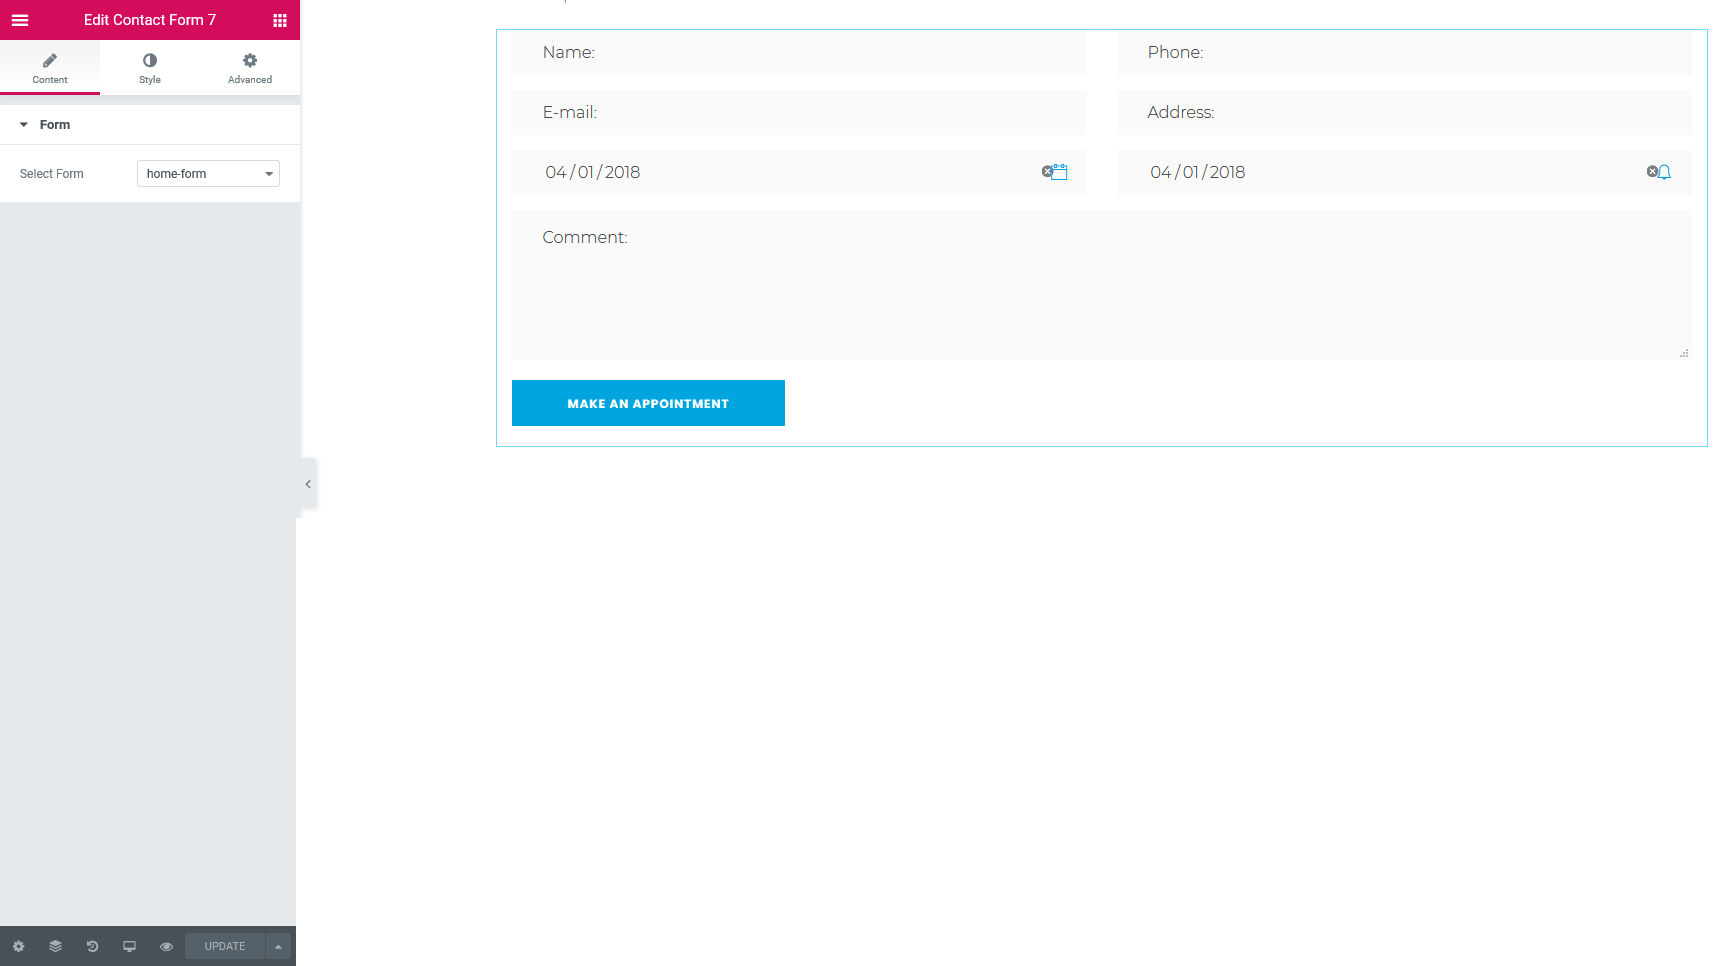 Edit Contact Form 7
Content
Style
Advanced
Form
Select Form
home-form
UPDATE
Name:
Phone:
E-mail:
Address:
04/01/2018
04/01/2018
Comment:
MAKE AN APPOINTMENT